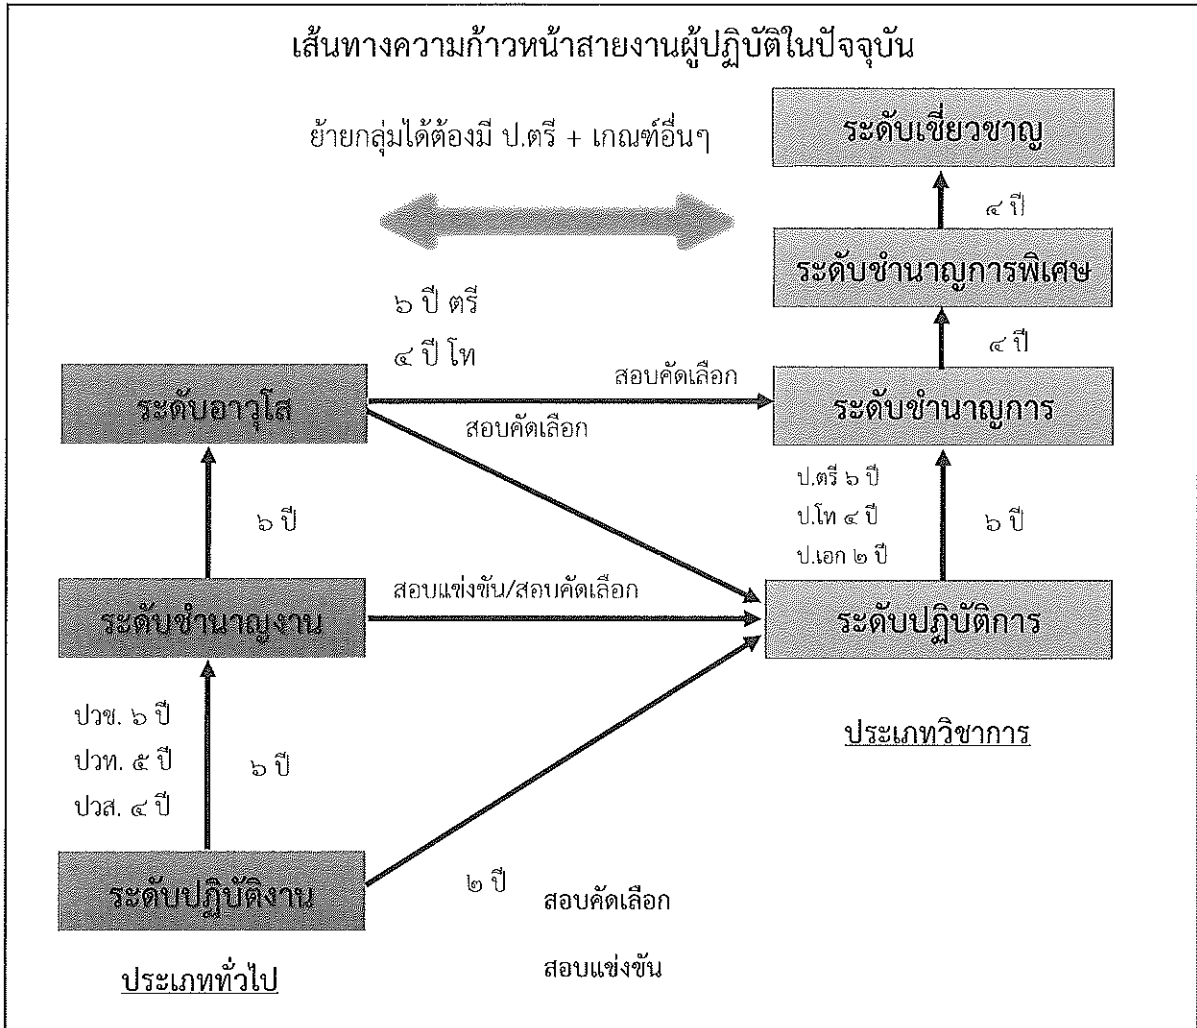 เส้นทางความก้าวหน้าสายงานผู้ปฏิบัติในปัจจุบัน
ย้ายกลุ่มได้ต้องมี ป.ตรี + เกณฑ์อื่นๆ
ระดับเชี่ยวชาญ
๔ ปี
ระดับชำนาญการพิเศษ
๖ ปี ตรี
๔ ปี โท
๔ ปี
ระดับอาวุโส
สอบคัดเลือก
ระดับชำนาญการ
สอบคัดเลือก
ป.ตรี ๖ ปี
ป.โท ๔ ปี
ป.เอก ๒ ปี
๖ ปี
๖ ปี
ระดับชำนาญงาน
สอบแข่งขัน/สอบคัดเลือก
ระดับปฏิบัติการ
ปวช. ๖ ปี
ปวท. ๕ ปี
ปวส. ๔ ปี
๖ ปี
ประเภทวิชาการ
ระดับปฏิบัติงาน
๒ ปี
สอบคัดเลือก
สอบแข่งขัน
ประเภททั่วไป